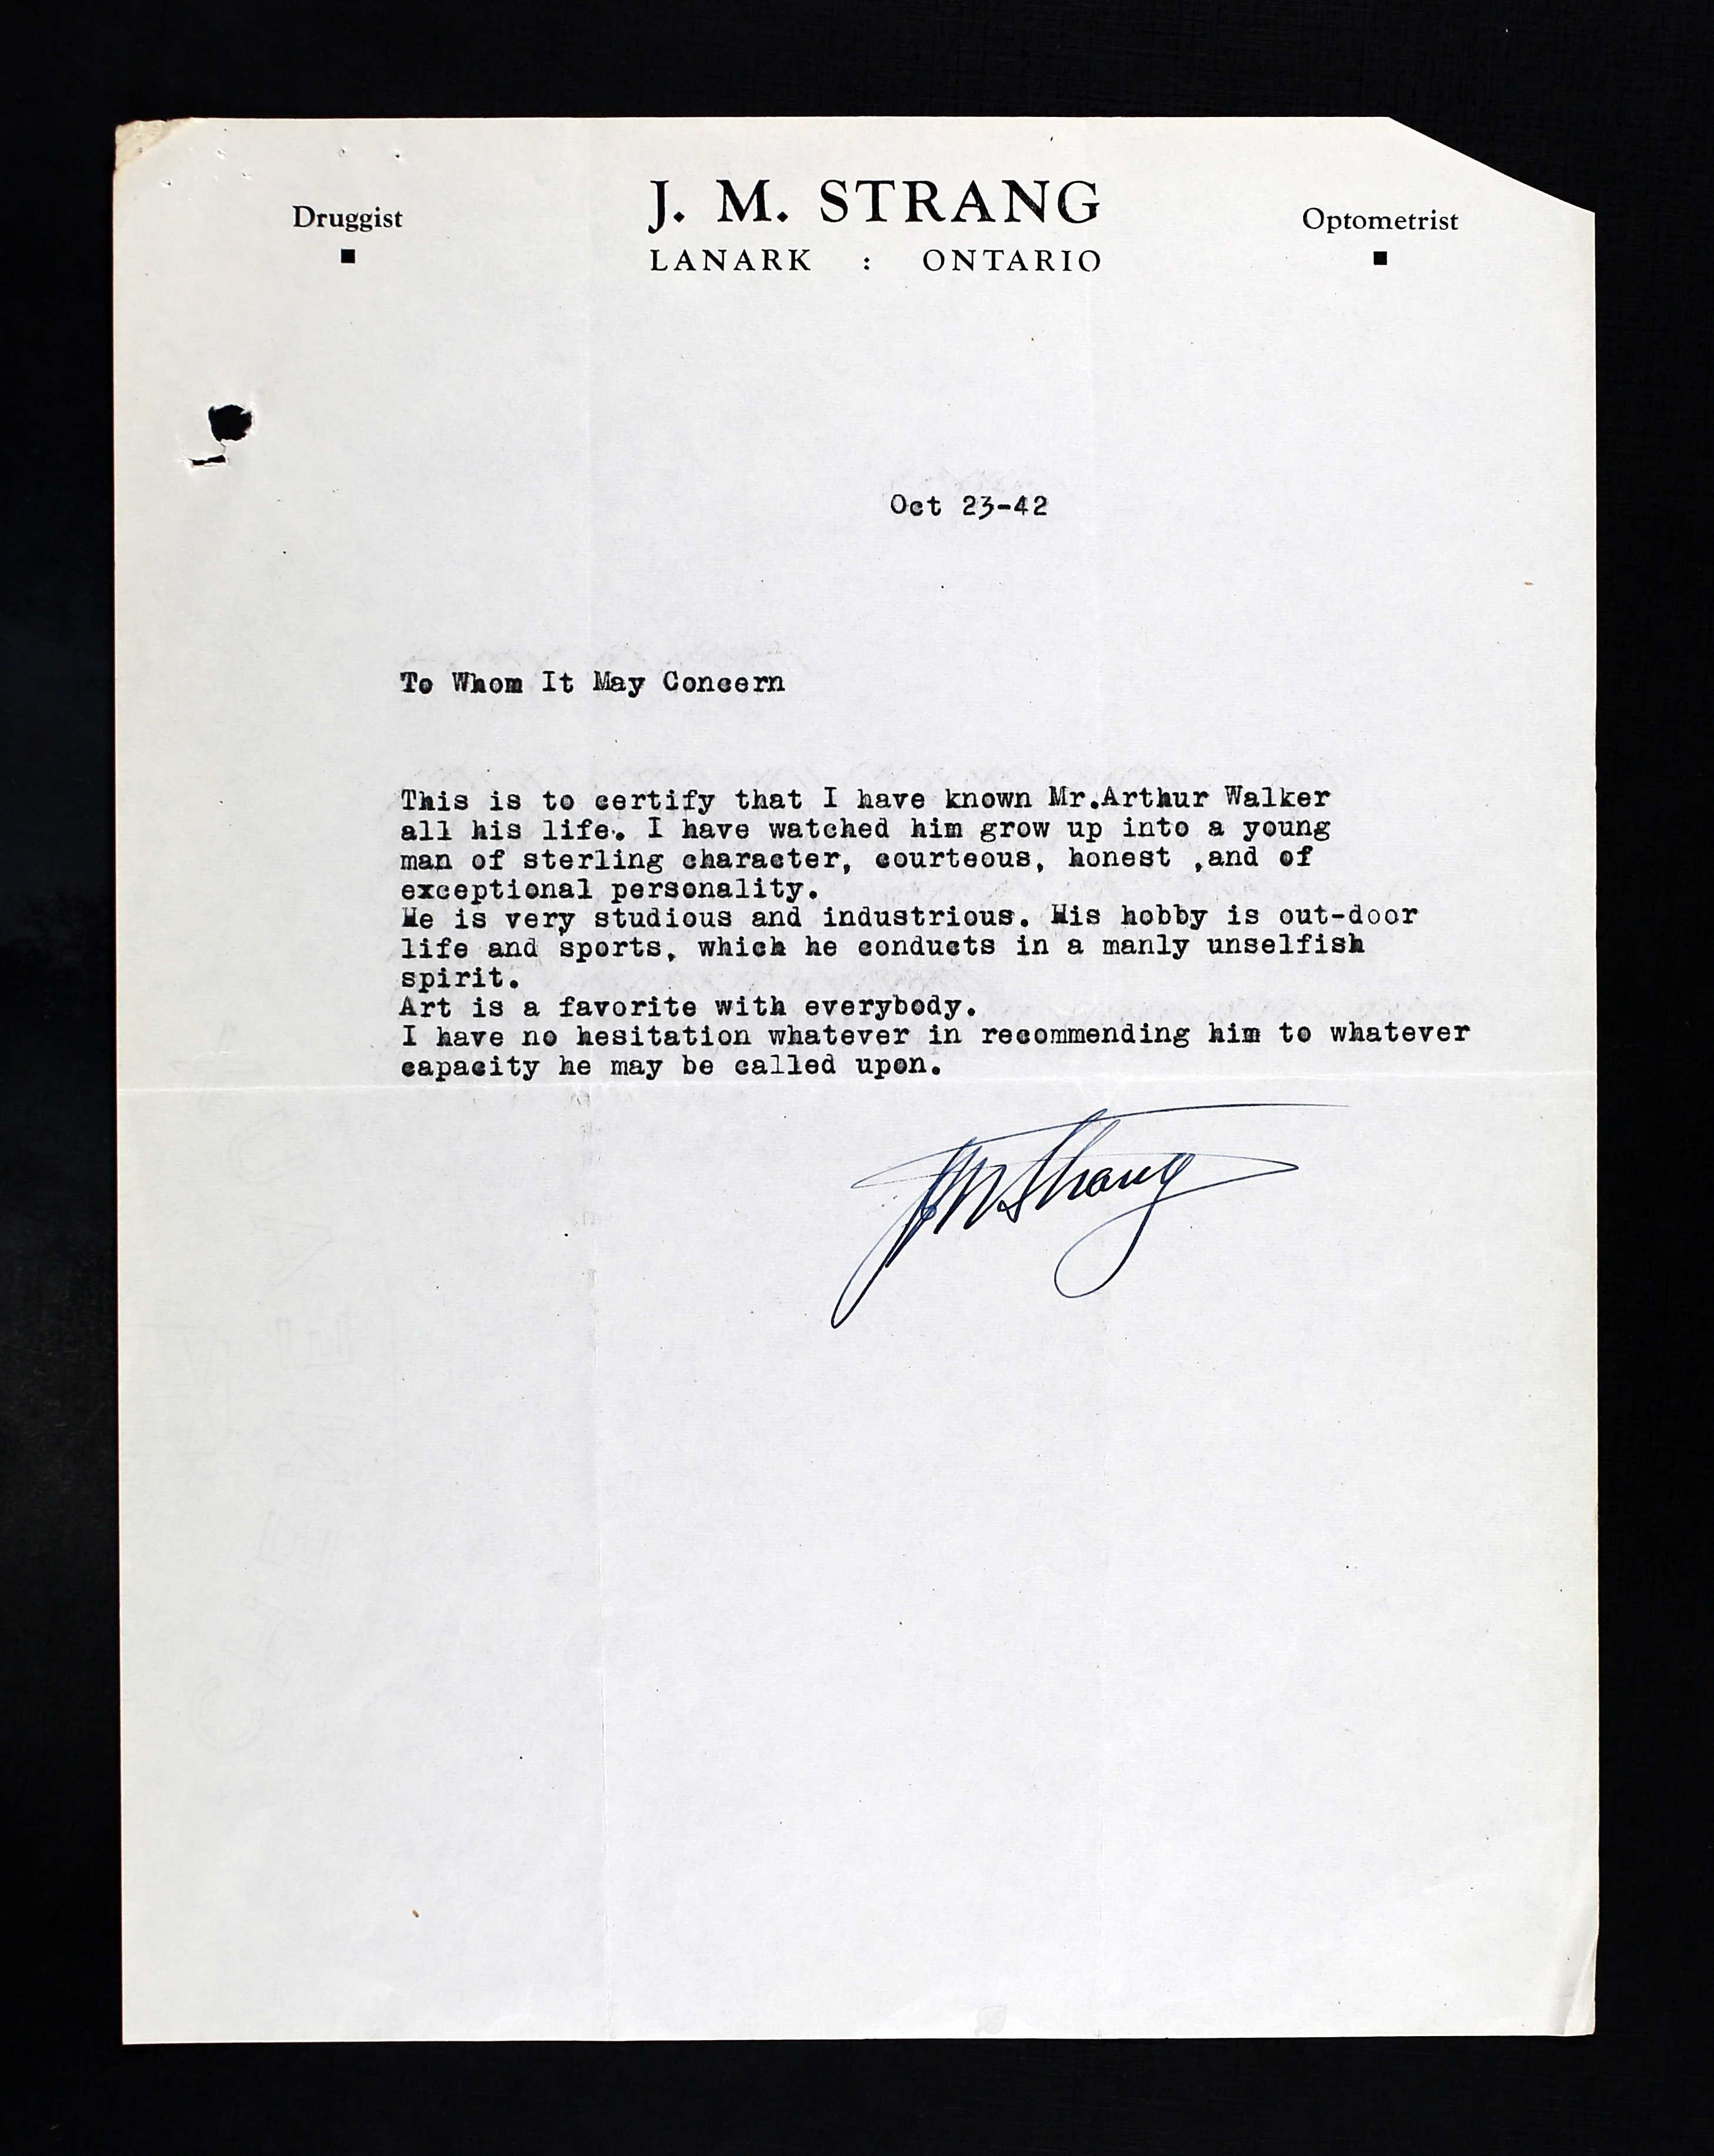 Druggist
J. M. STRANG
Optometrist
LANARK : ONTARIO
Oct 23-42
To Whom It May Concern
This is to certify that I have known Mr.Arthur Walker
all his life. I have watched him grow up into a young
man of sterling character, courteous, honest ,and of
exceptional personality.
He is very studious and industrious. His hobby is out-door
life and sports, which he conducts in a manly unselfish
spirit.
Art is a favorite with everybody.
I have no hesitation whatever in recommending him to whatever
capacity he may be called upon.
JM Strang